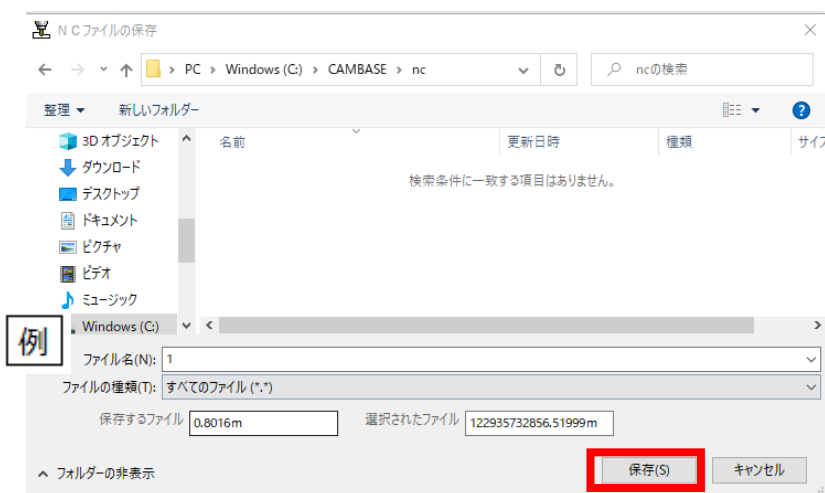 ＮＣファイルの保存
PC › Windows (C:) › CAMBASE › nc
ncの検索
整理 新しいフォルダー
3D オブジェクト
名前 更新日時 種類 サイズ
ダウンロード
検索条件に一致する項目はありません。
デスクトップ
ドキュメント
ピクチャ
ビデオ
ミュージック
Windows (C:)
例
ファイル名(N): 1
ファイルの種類(T): すべてのファイル (*.*)
保存するファイル 0.8016m 選択されたファイル 122935732856.51999m
フォルダーの非表示
保存(S) キャンセル